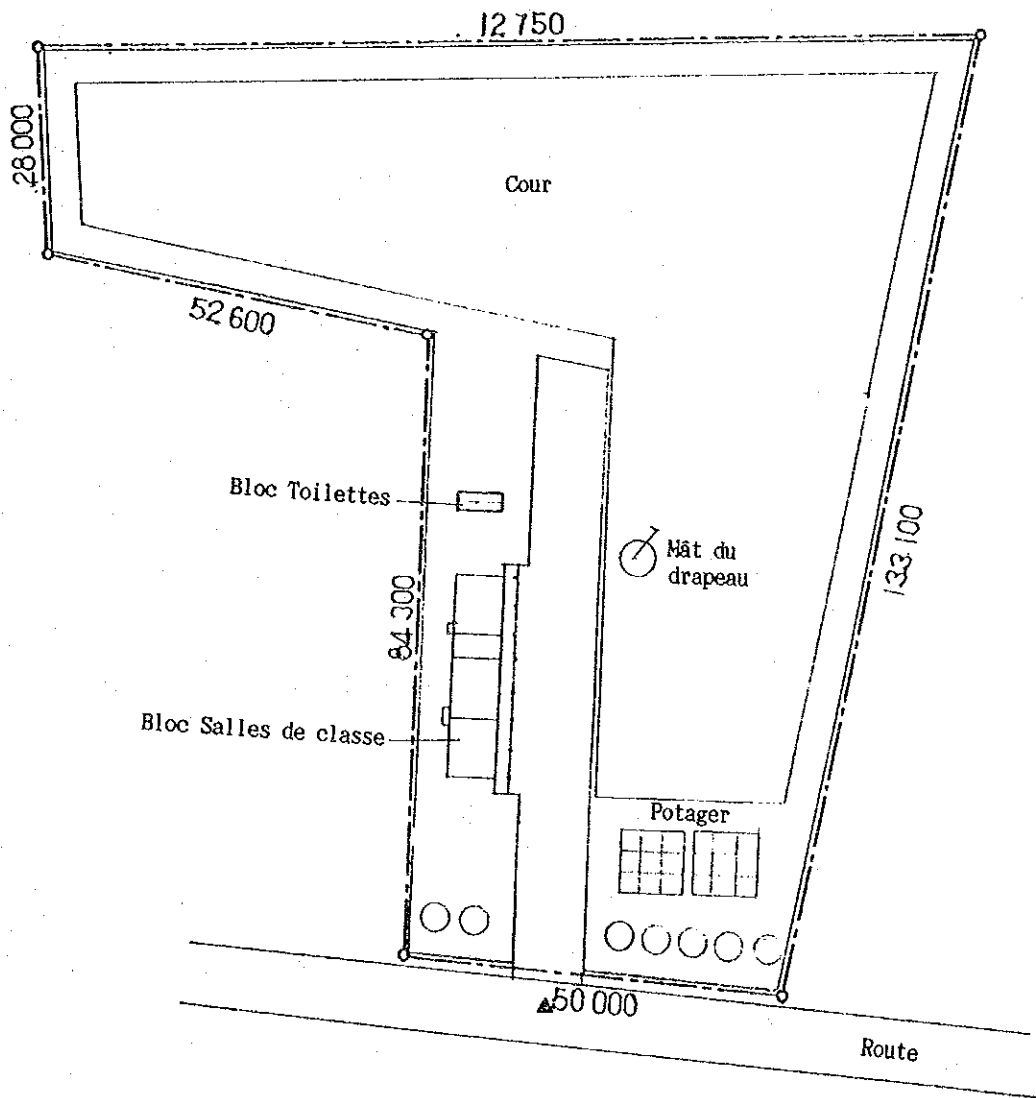 12 750
28 000
Cour
52 600
Bloc Toilettes
Mât du
drapeau
133 100
84 300
Bloc Salles de classe
Potager
50 000
Route